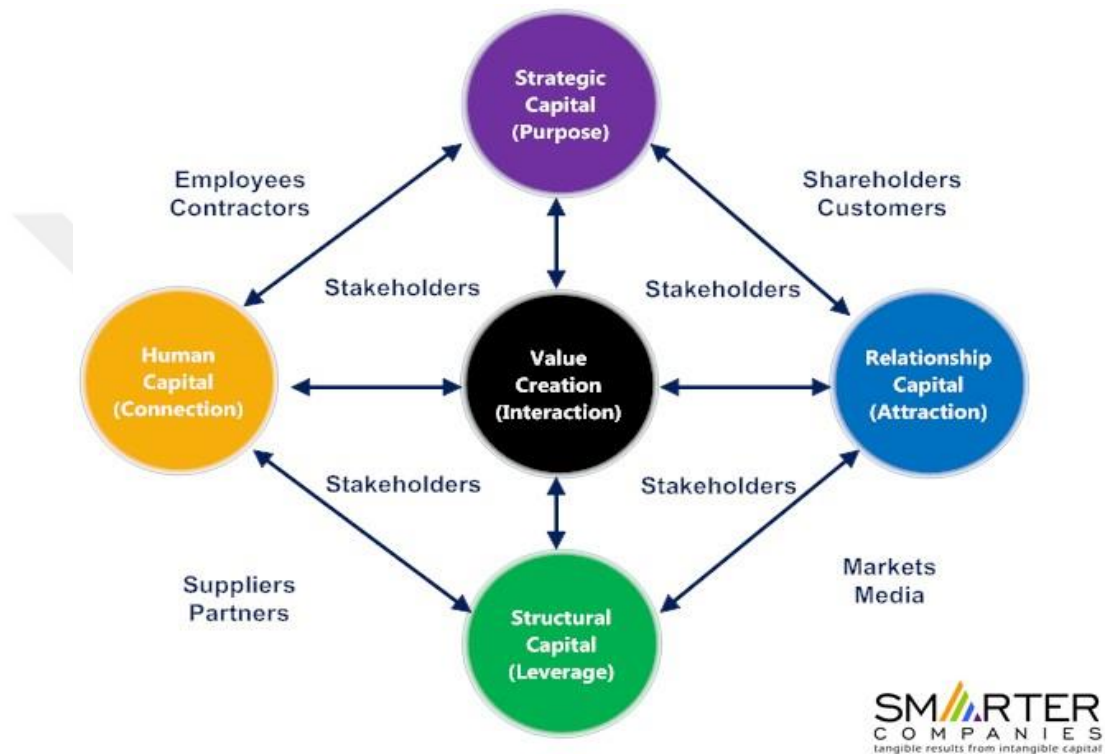 Strategic
Capital
(Purpose)
Employees
Contractors
Shareholders
Customers
Stakeholders
Stakeholders
Human
Capital
(Connection)
Value
Creation
(Interaction)
Relationship
Capital
(Attraction)
Stakeholders
Stakeholders
Suppliers
Partners
Markets
Media
Structural
Capital
(Leverage)
SMARTER
COMPANIES
tangible results from intangible capital